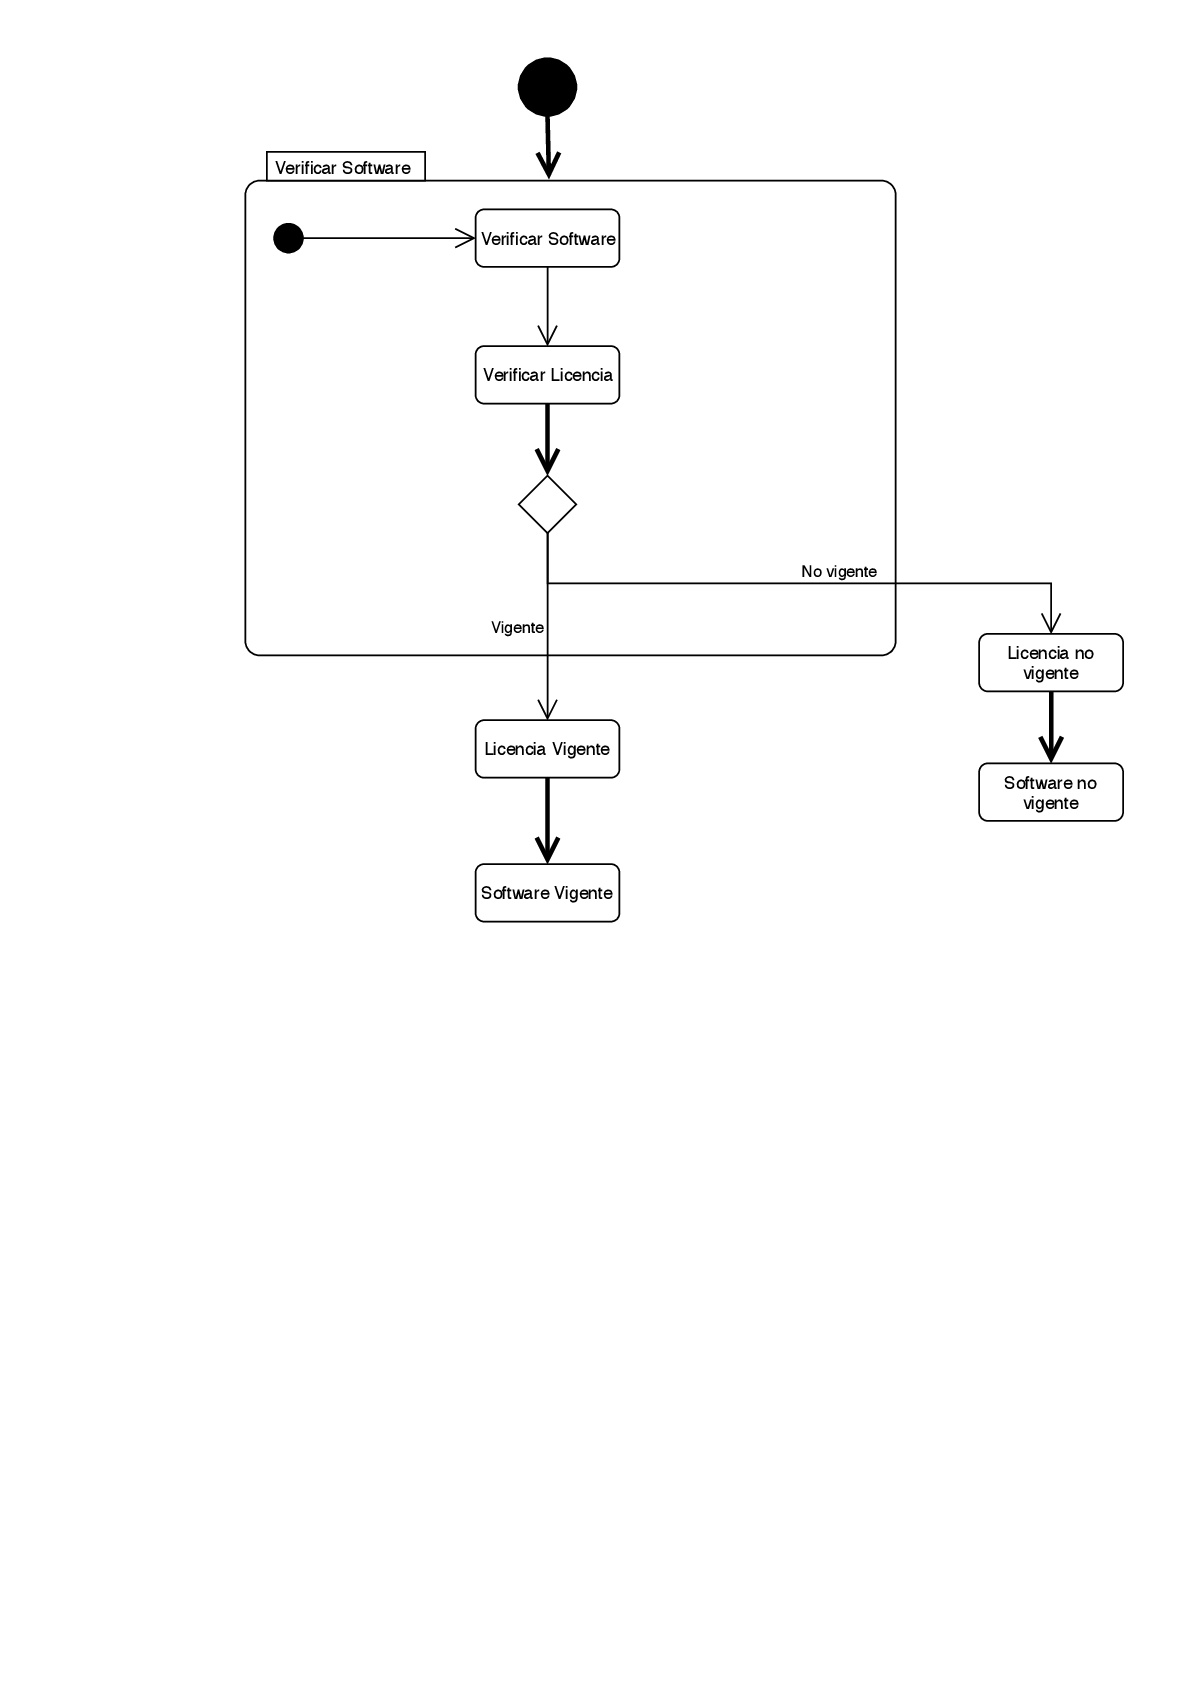 Verificar Software
Verificar Software
Verificar Licencia
No vigente
Vigente
Licencia no
vigente
Licencia Vigente
Software no
vigente
Software Vigente